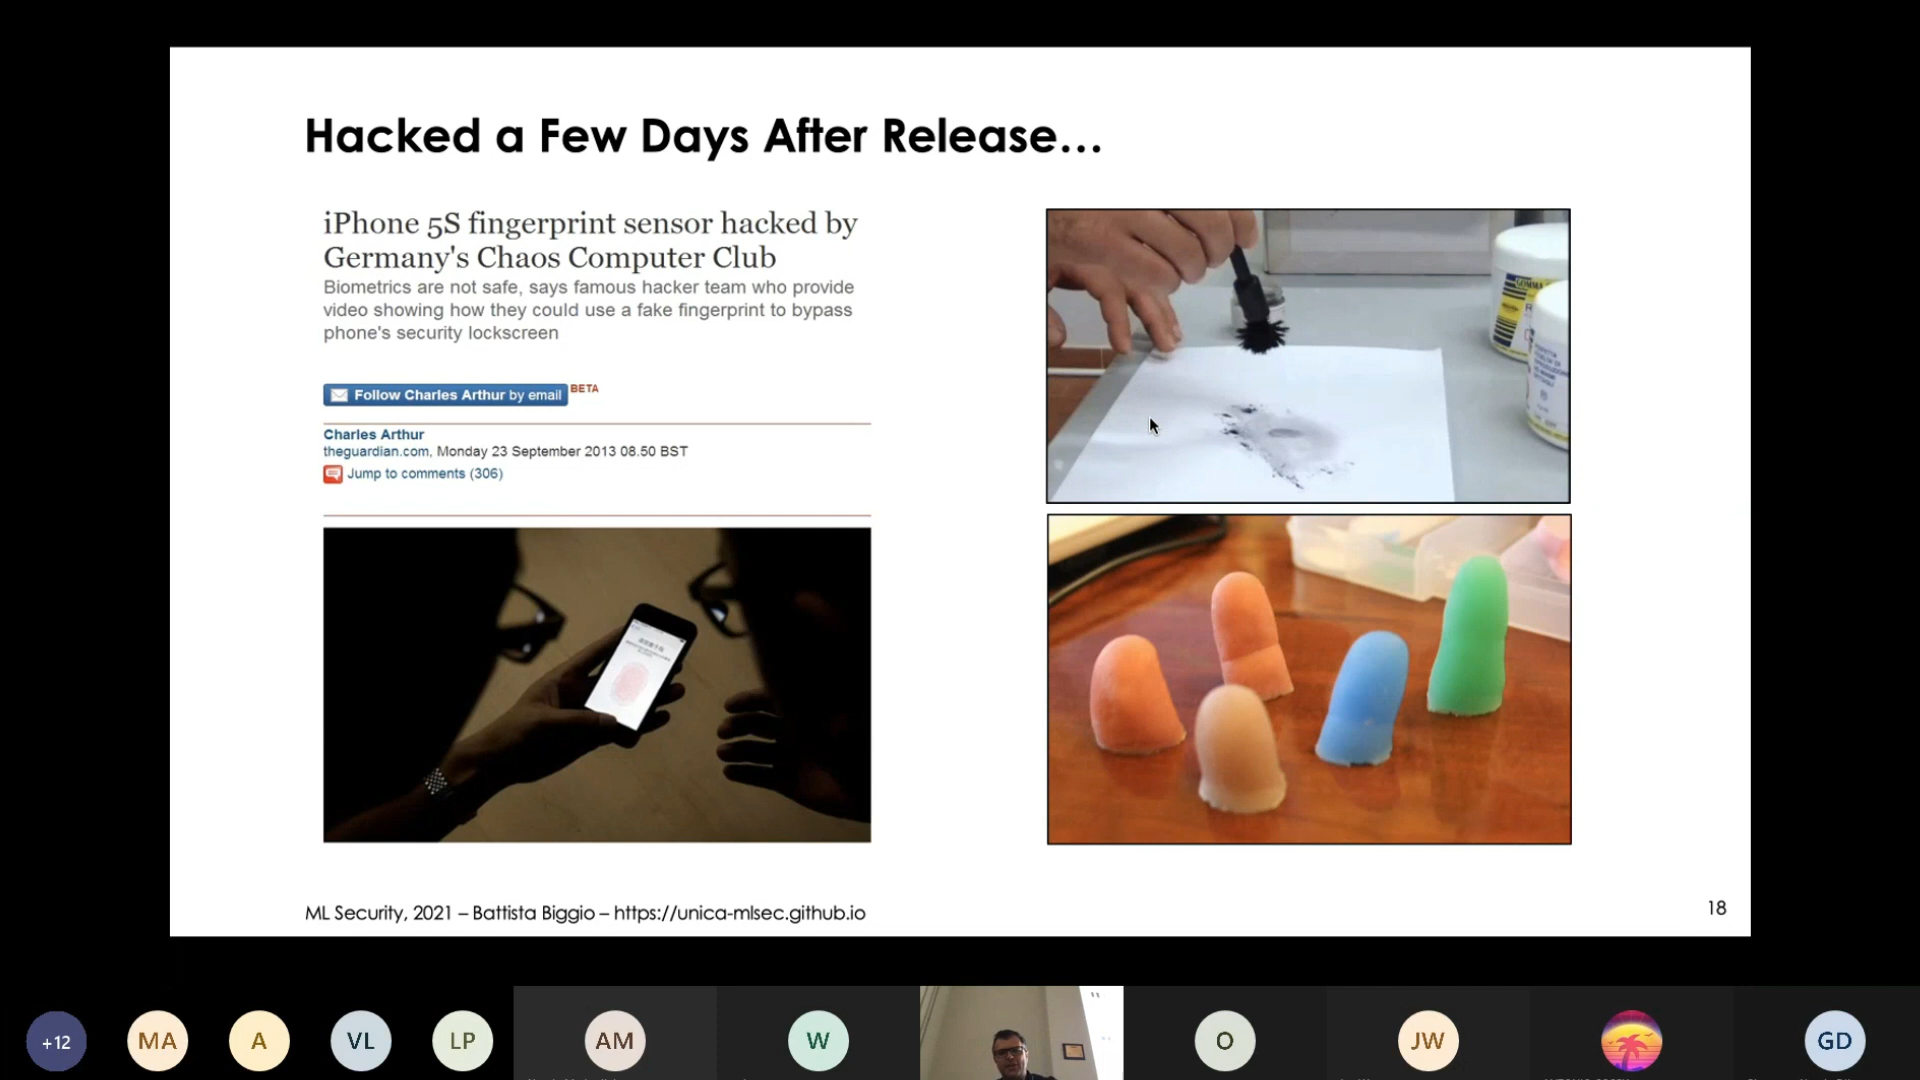 Hacked a Few Days After Release...
iPhone 5S fingerprint sensor hacked by
Germany's Chaos Computer Club
Biometrics are not safe, says famous hacker team who provide
video showing how they could use a fake fingerprint to bypass
phone's security lockscreen
Follow Charles Arthur by email BETA
Charles Arthur
theguardian.com, Monday 23 September 2013 08.50 BST
Jump to comments (306)
ML Security, 2021 – Battista Biggio – https://unica-mlsec.github.io
18
+12
MA
A
VL
LP
AM
W
O
JW
GD